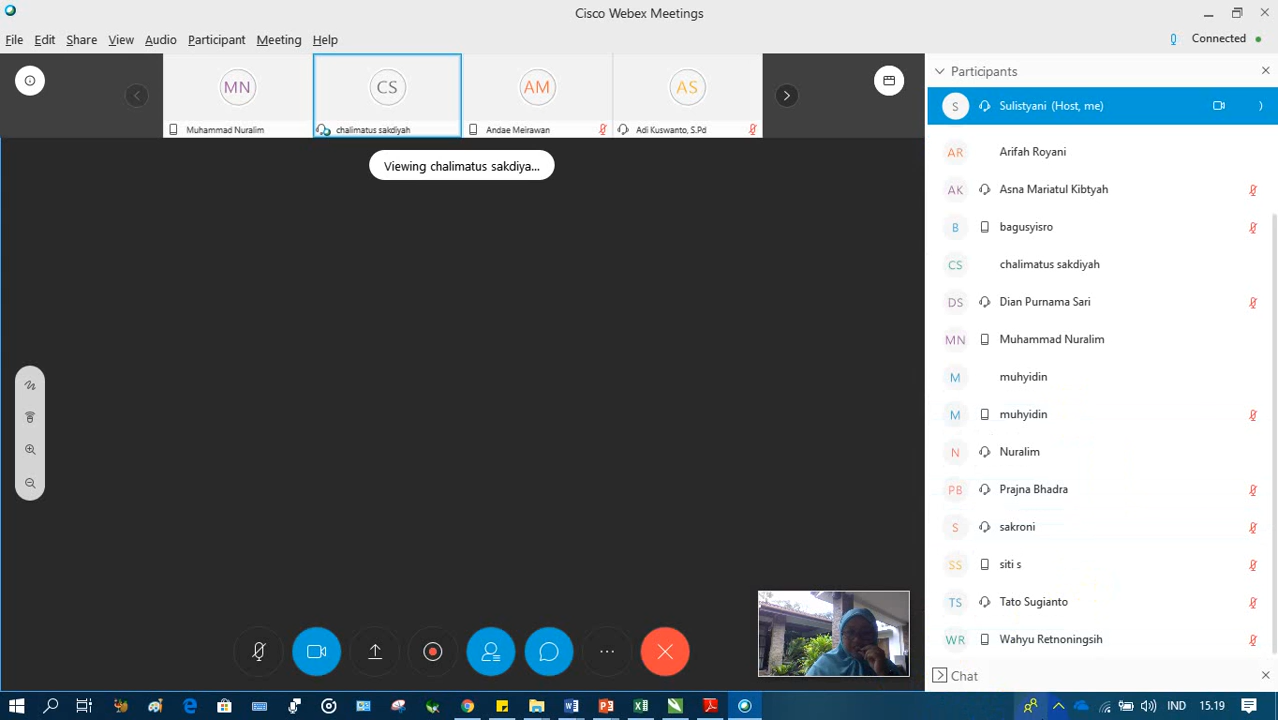 Cisco Webex Meetings
File Edit Share View Audio Participant Meeting Help
Connected
MN
CS
AM
AS
Muhammad Nuralim
chalimatus sakdiyah
Andae Meirawan
Adi Kuswanto, S.Pd
Viewing chalimatus sakdiya...
Participants
S Sulistyani (Host, me)
AR Arifah Royani
AK Asna Mariatul Kibtyah
B bagusyisro
CS chalimatus sakdiyah
DS Dian Purnama Sari
MN Muhammad Nuralim
M muhyidin
M muhyidin
N Nuralim
PB Prajna Bhadra
S sakroni
SS siti s
TS Tato Sugianto
WR Wahyu Retnoningsih
Chat
IND 15.19